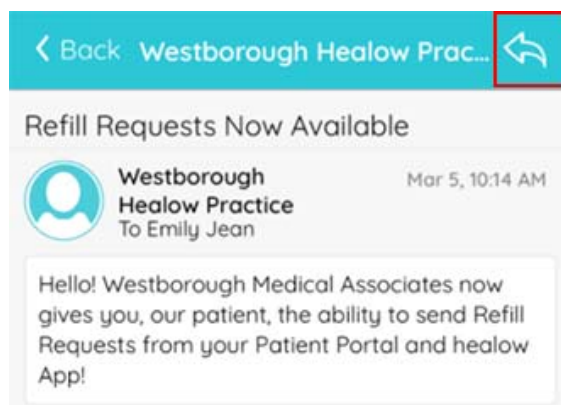 Back Westborough Healow Prac...
Refill Requests Now Available
Westborough Mar 5, 10:14 AM
Healow Practice
To Emily Jean
Hello! Westborough Medical Associates now
gives you, our patient, the ability to send Refill
Requests from your Patient Portal and healow
App!